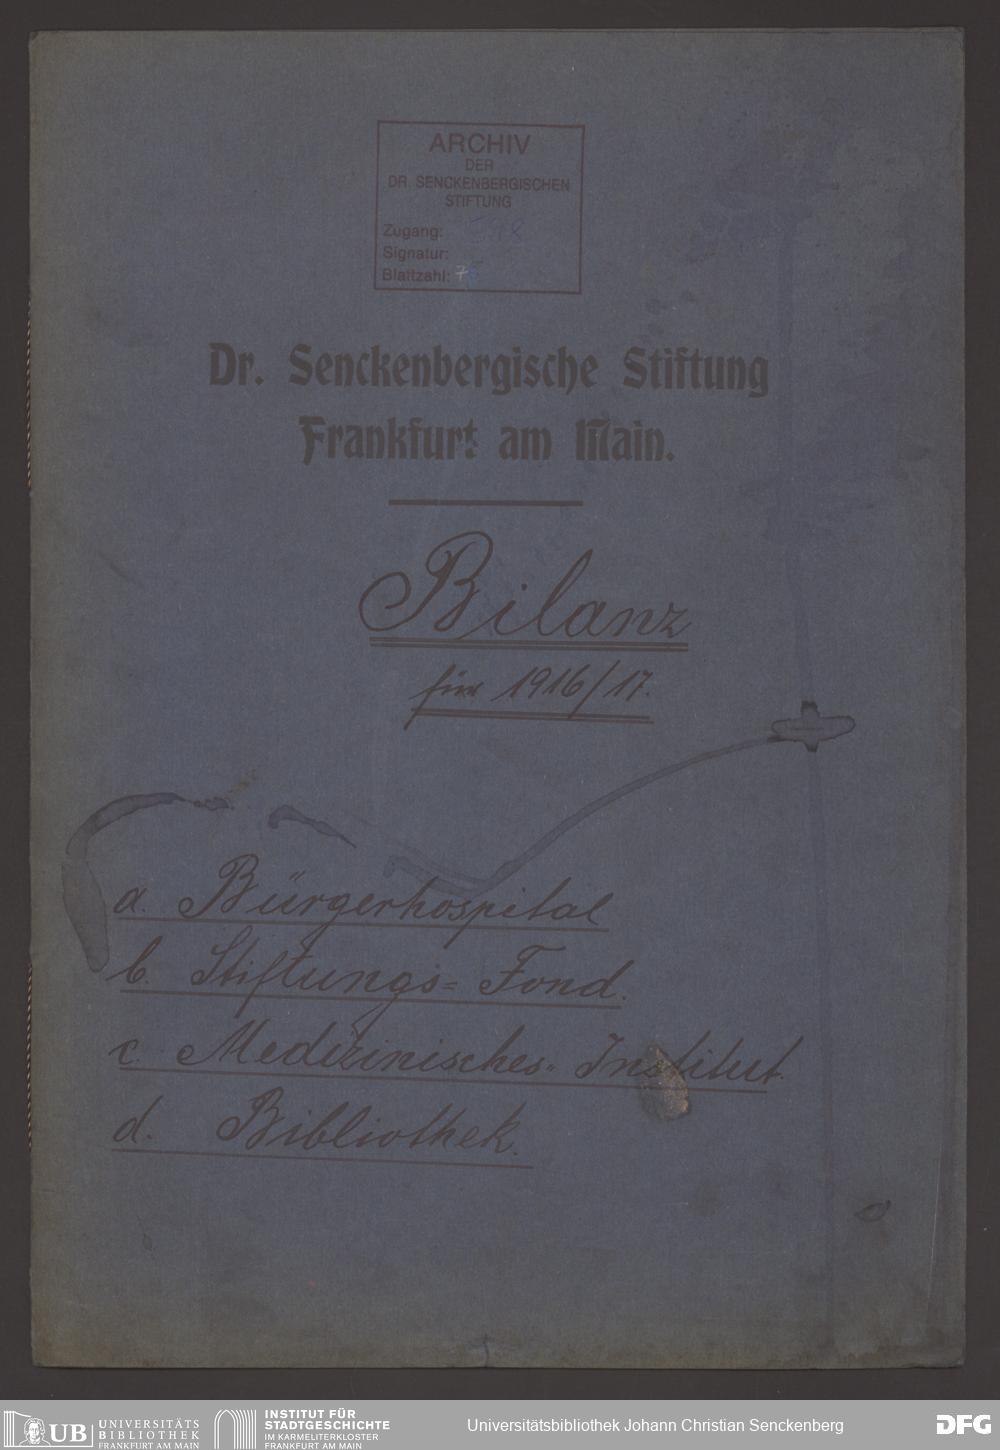 ARCHIV
DER
DR. SENCKENBERGISCHEN
STIFTUNG
Zugang:
Signatur:
Blattzahl:
Dr. Senckenbergische Stiftung
Frankfurt am Main.
Bilanz
für 1916/17.
a. Bürgerhospital
b. Stiftungs= Fond.
c. Medizinisches" Institut.
d. Bibliothek.
UB UNIVERSITÄTS
BIBLIOTHEK
FRANKFURT AM MAIN
INSTITUT FÜR
STADTGESCHICHTE
IM KARMELITERKLOSTER
FRANKFURT AM MAIN
Universitätsbibliothek Johann Christian Senckenberg
DFG